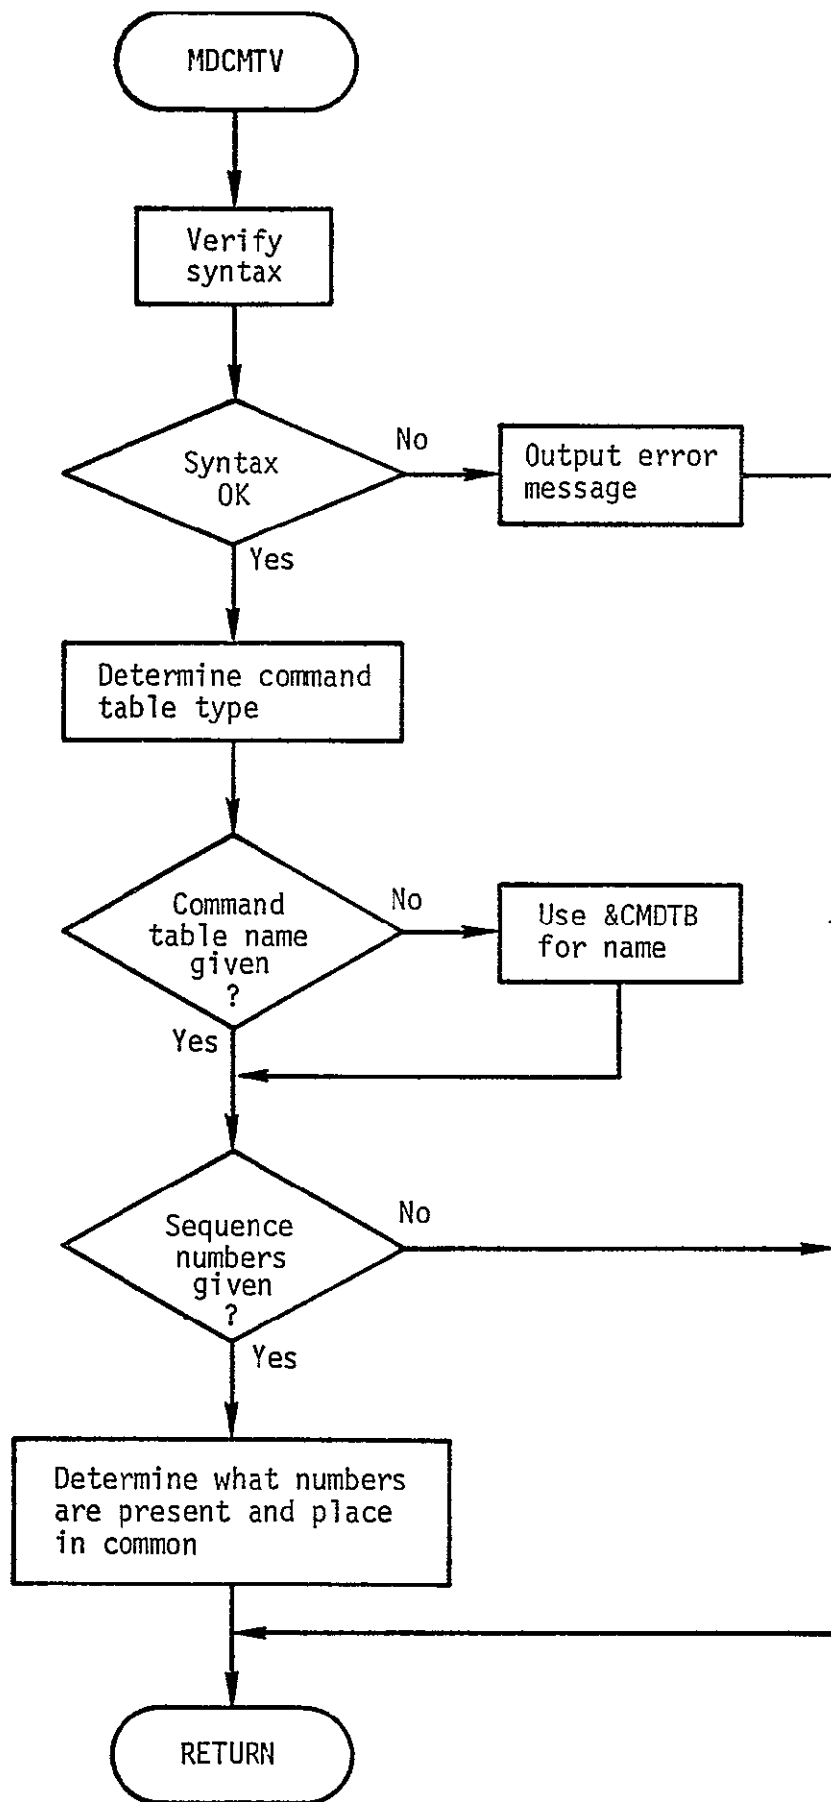 MDCMTV
Verify
syntax
Syntax
OK
No
Output error
message
Yes
Determine command
table type
Command
table name
given
?
No
Use &CMDTB
for name
Yes
Sequence
numbers
given
?
No
Yes
Determine what numbers
are present and place
in common
RETURN